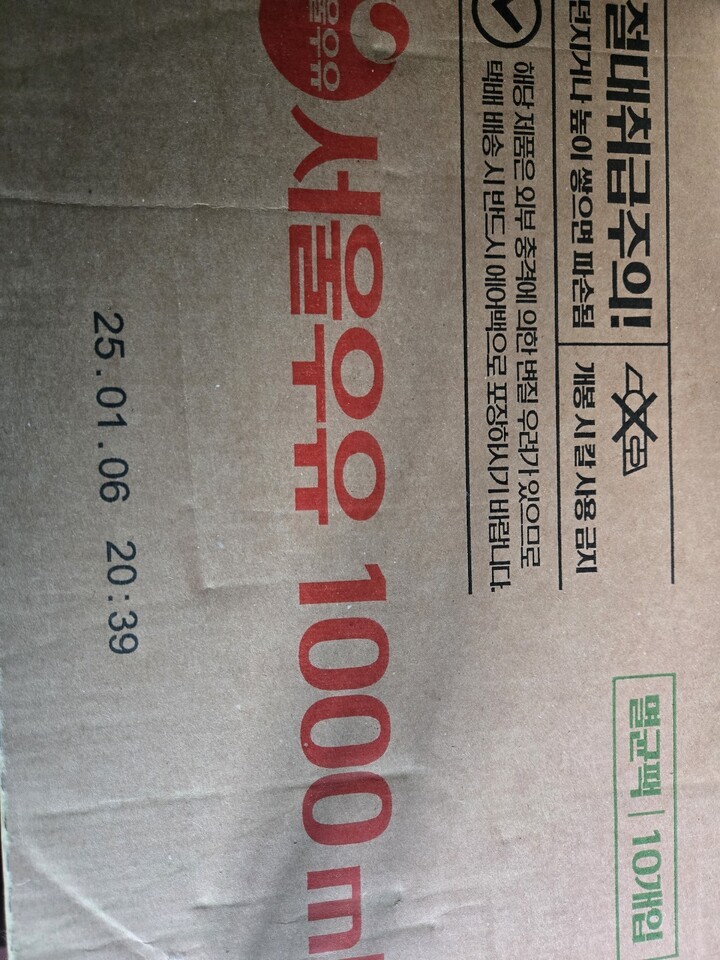 절대취급주의!
던지거나 높이 쌓으면 파손됨
개봉 시 칼 사용 금지
해당 제품은 외부 충격에 의한 변질 우려가 있으므로
택배 배송 시 반드시 에어백으로 포장하시기 바랍니다.
서울우유
서울우유 1000 ml
멸균팩 | 10개입
25.01.06 20:39